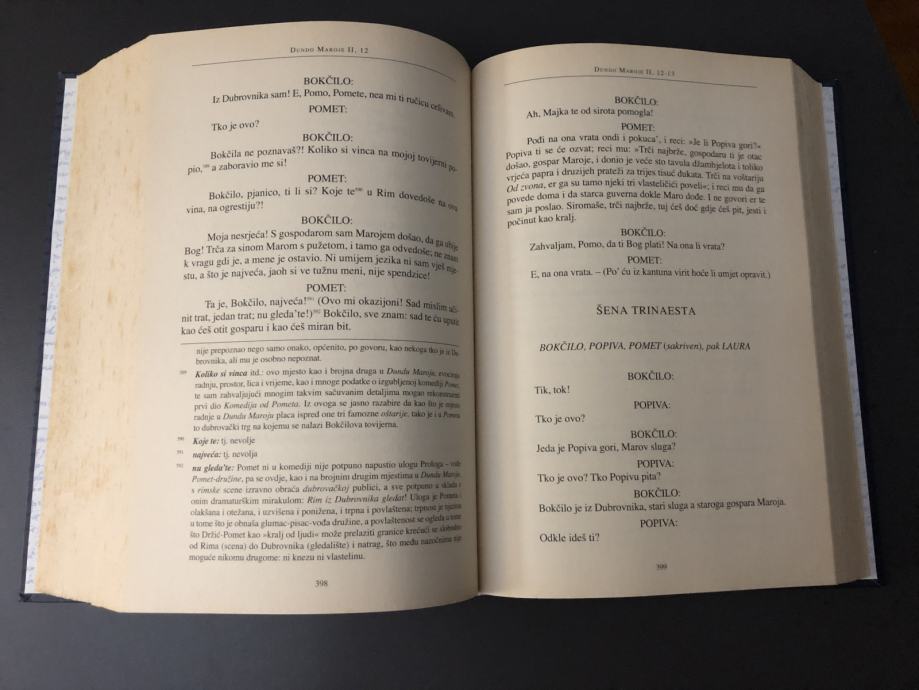 DUNDO MAROJE II, 12
BOKČILO:
Iz Dubrovnika sam! E, Pomo, Pomete, nea mi ti ručicu celivam.
POMET:
Tko je ovo?
BOKČILO:
Bokčila ne poznavaš?! Koliko si vinca na mojoj tovijerni po-
pio,⁵⁸⁹ a zaboravio me si!
POMET:
Bokčilo, pjanico, ti li si? Koje te⁵⁹⁰ u Rim dovedoše na ova
vina, na ogrestiju?!
BOKČILO:
Moja nesrjeća! S gospodarom sam Marojem došao, da ga ubije
Bog! Trča za sinom Marom s pužetom, i tamo ga odvedoše; ne znam
k vragu gdi je, a mene je ostavio. Ni umijem jezika ni sam vješ mje-
stu, a što je najveća, jaoh si ve tužnu meni, nije spendzice!
POMET:
Ta je, Bokčilo, najveća!⁵⁹¹ (Ovo mi okazijoni! Sad mislim uči-
nit trat, jedan trat; nu gleda'te!)⁵⁹² Bokčilo, sve znam: sad te ću uputit
kao ćeš otit gosparu i kao ćeš miran bit.
nije prepoznao nego samo onako, općenito, po govoru, kao nekoga tko je iz Du-
brovnika, ali mu je osobno nepoznat.
589 Koliko si vinca itd.: ovo mjesto kao i brojna druga u Dundu Maroju, evociraju
radnju, prostor, lica i vrijeme, kao i mnoge podatke o izgubljenoj komediji Pomet,
te sam zahvaljujući mnogim takvim sačuvanim detaljima mogao rekonstruirati
prvi dio Komedija od Pometa. Iz ovoga se jasno razabire da kao što je mjesto
radnje u Dundu Maroju placa ispred one tri famozne oštarije, tako je i u Pometu
to dubrovački trg na kojemu se nalazi Bokčilova tovijerna.
590 Koje te: tj. nevolje
591 najveća: tj. nevolja
592 nu gleda'te: Pomet ni u komediji nije potpuno napustio ulogu Prologa – vođe
Pomet-družine, pa se ovdje, kao i na brojnim drugim mjestima u Dundu Maroju,
s rimske scene izravno obraća dubrovačkoj publici, a sve potpuno u skladu s
onim dramaturškim mirakulom: Rim iz Dubrovnika gledat! Uloga je Pometa i
olakšana i otežana, i uzvišena i ponižena, i trpna i povlaštena; trpnost je
u tome što je obnaša glumac-pisac-vođa družine, a povlaštenost se ogleda u tome
što Držić-Pomet kao »kralj od ljudi« može prelaziti granice krećući se slobodno
od Rima (scena) do Dubrovnika (gledalište) i natrag, što među nazočnima nije
moguće nikomu drugome: ni knezu ni vlastelinu.
398
DUNDO MAROJE II, 12-13
BOKČILO:
Ah, Majka te od sirota pomogla!
POMET:
Pođi na ona vrata ondi i pokuca', i reci: »Je li Popiva gori?«
Popiva ti se će ozvat; reci mu: »Trči najbrže, gospodaru ti je otac
došao, gospar Maroje, i donio je veće sto tavula džambjelota i toliko
vrjeća papra i druzijeh prateži za trijes tisuć dukata. Trči na voštarija
Od zvona, er ga su tamo njeki tri vlasteličići poveli«; i reci mu da ga
povede doma i da starca guverna dokle Maro dođe. I ne govori er te
sam ja poslao. Siromaše, trči najbrže, tuj ćeš doć gdje ćeš pit, jesti i
počinut kao kralj.
BOKČILO:
Zahvaljam, Pomo, da ti Bog plati! Na ona li vrata?
POMET:
E, na ona vrata. – (Po' ću iz kantuna virit hoće li umjet opravit.)
ŠENA TRINAESTA
BOKČILO, POPIVA, POMET (sakriven), pak LAURA
BOKČILO:
Tik, tok!
POPIVA:
Tko je ovo?
BOKČILO:
Jeda je Popiva gori, Marov sluga?
POPIVA:
Tko je ovo? Tko Popivu pita?
BOKČILO:
Bokčilo je iz Dubrovnika, stari sluga a staroga gospara Maroja.
POPIVA:
Odkle ideš ti?
399